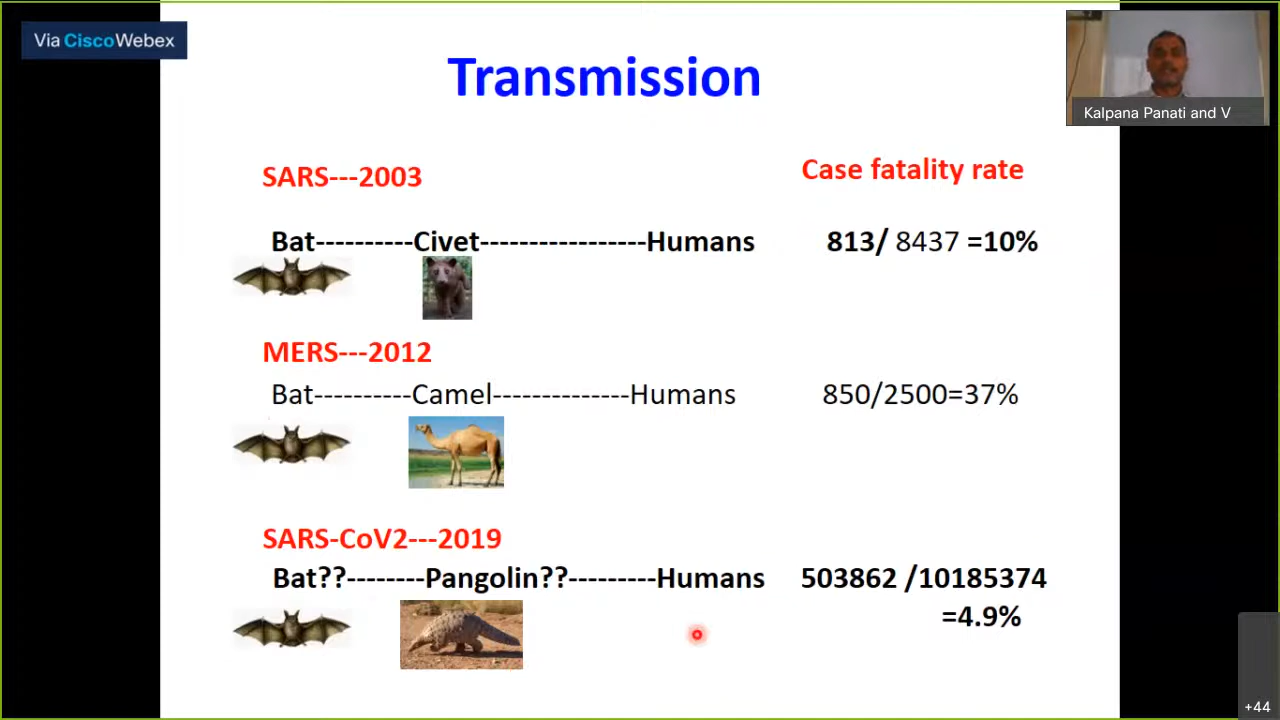 Via CiscoWebex
Transmission
Kalpana Panati and V
SARS---2003
Case fatality rate
Bat----------Civet-----------------Humans
813/ 8437 =10%
MERS---2012
Bat----------Camel--------------Humans
850/2500=37%
SARS-CoV2---2019
Bat??--------Pangolin??---------Humans
503862 /10185374
=4.9%
+44